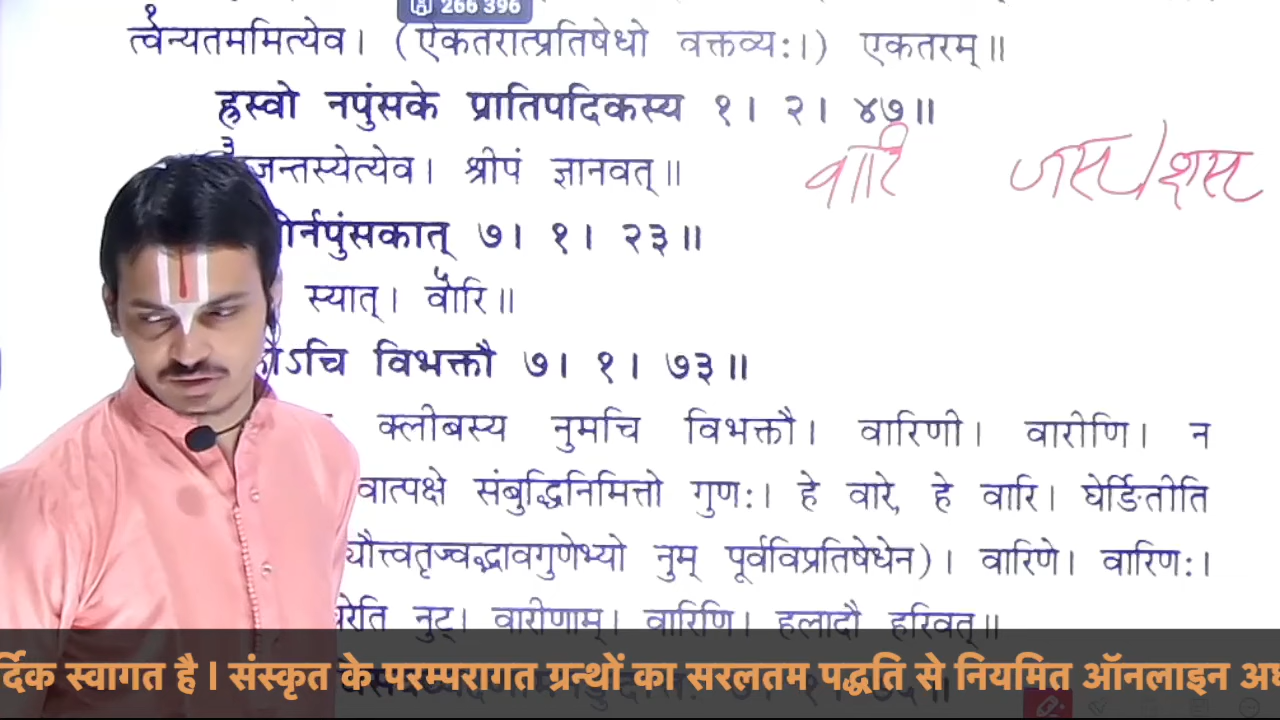 266 396
त्वन्यतममित्येव। (ऐकतरात्प्रतिषेधो वक्तव्यः।) एकतरम्॥
ह्रस्वो नपुंसके प्रातिपदिकस्य १। २। ४७॥
जन्तस्येत्येव। श्रीपं ज्ञानवत्॥
वारि जस्/शस्
र्नपुंसकात् ७। १। २३॥
स्यात्। वारि॥
ऽचि विभक्तौ ७। १। ७३॥
क्लीबस्य नुमचि विभक्तौ। वारिणी। वारीणि। न
वात्पक्षे संबुद्धिनिमित्तो गुणः। हे वारे, हे वारि। घेर्ङितीति
यौत्त्वतृज्वद्भावगुणेभ्यो नुम् पूर्वविप्रतिषेधेन)। वारिणे। वारिणः।
रेति नुट्। वारीणाम्। वारिणि। हलादौ हरिवत्॥
र्दिक स्वागत है। संस्कृत के परम्परागत ग्रन्थों का सरलतम पद्धति से नियमित ऑनलाइन